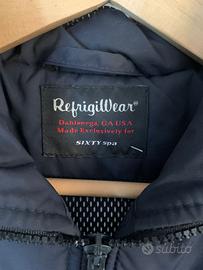 RefrigiWear®
Dahlonega, GA USA
Made Exclusively for
SIXTY spa
subito